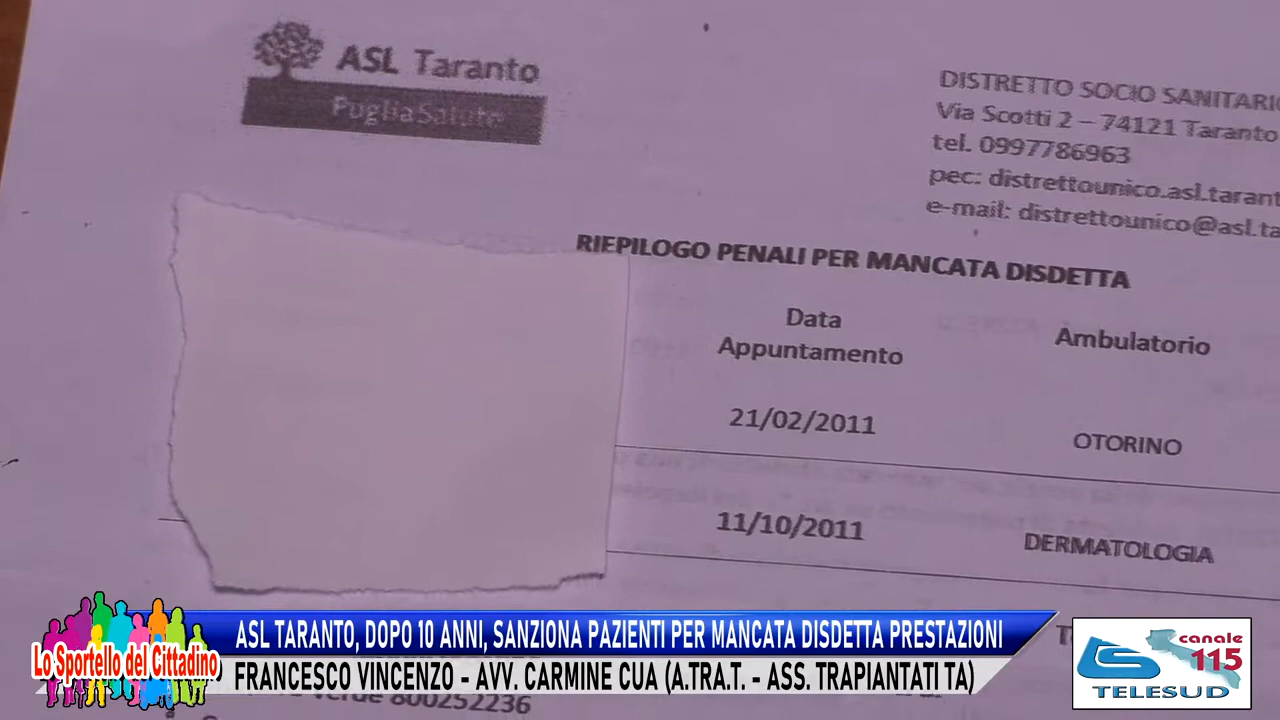 ASL Taranto
PugliaSalute
DISTRETTO SOCIO SANITARIO
Via Scotti 2 – 74121 Taranto
tel. 0997786963
pec: distrettounico.asl.tarant
e-mail: distrettounico@asl.ta
RIEPILOGO PENALI PER MANCATA DISDETTA
Data
Appuntamento
Ambulatorio
21/02/2011
OTORINO
11/10/2011
DERMATOLOGIA
Lo Sportello del Cittadino
ASL TARANTO, DOPO 10 ANNI, SANZIONA PAZIENTI PER MANCATA DISDETTA PRESTAZIONI
FRANCESCO VINCENZO – AVV. CARMINE CUA (A.TRA.T. – ASS. TRAPIANTATI TA)
verde 800252236
canale
115
TELESUD